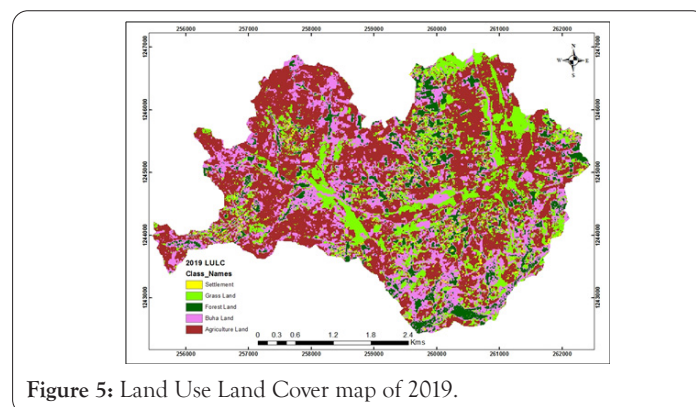 256000 257000 258000 259000 260000 261000 262000
1247000 1247000
N
W E
S
1246000 1246000
1245000 1245000
1244000 1244000
1243000 1243000
2019 LULC
Class_Names
Settlement
Grass Land
Forest Land
Buha Land
Agriculture Land
0 0.3 0.6 1.2 1.8 2.4
Kms
256000 257000 258000 259000 260000 261000 262000
Figure 5: Land Use Land Cover map of 2019.